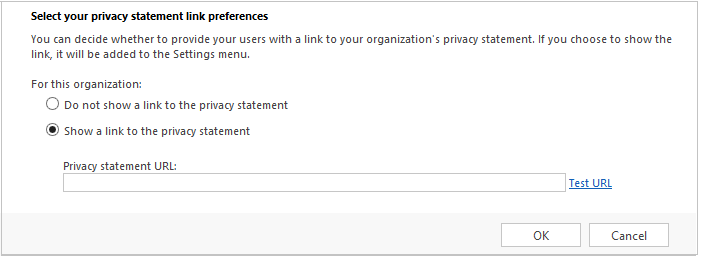 Select your privacy statement link preferences
You can decide whether to provide your users with a link to your organization's privacy statement. If you choose to show the
link, it will be added to the Settings menu.
For this organization:
Do not show a link to the privacy statement
Show a link to the privacy statement
Privacy statement URL:
Test URL
OK
Cancel